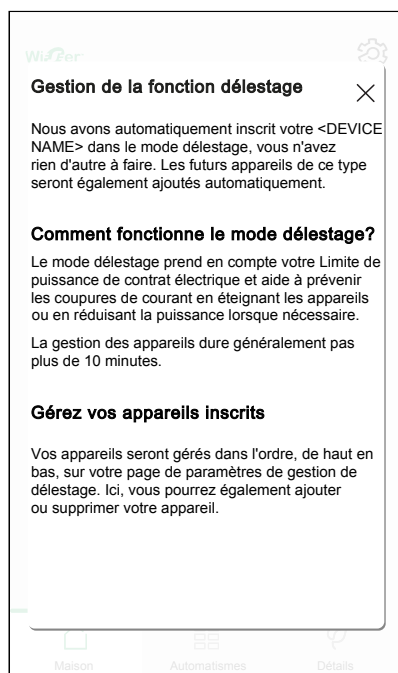 Wiser
Gestion de la fonction délestage
Nous avons automatiquement inscrit votre <DEVICE
NAME> dans le mode délestage, vous n'avez
rien d'autre à faire. Les futurs appareils de ce type
seront également ajoutés automatiquement.
Comment fonctionne le mode délestage?
Le mode délestage prend en compte votre Limite de
puissance de contrat électrique et aide à prévenir
les coupures de courant en éteignant les appareils
ou en réduisant la puissance lorsque nécessaire.
La gestion des appareils dure généralement pas
plus de 10 minutes.
Gérez vos appareils inscrits
Vos appareils seront gérés dans l'ordre, de haut en
bas, sur votre page de paramètres de gestion de
délestage. Ici, vous pourrez également ajouter
ou supprimer votre appareil.
Maison Automatismes Détails